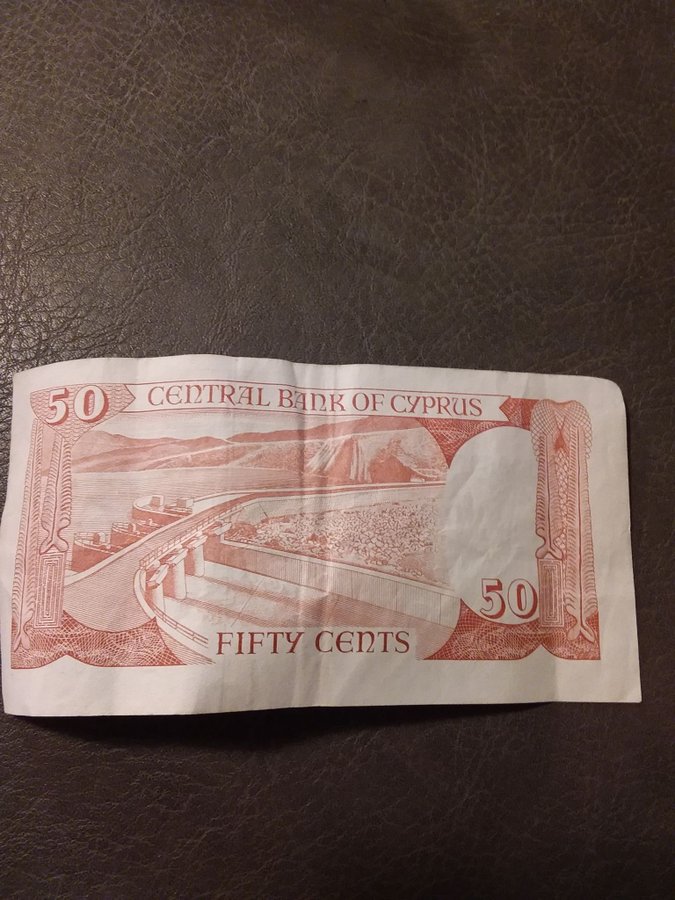 50
CENTRAL BANK OF CYPRUS
50
FIFTY CENTS